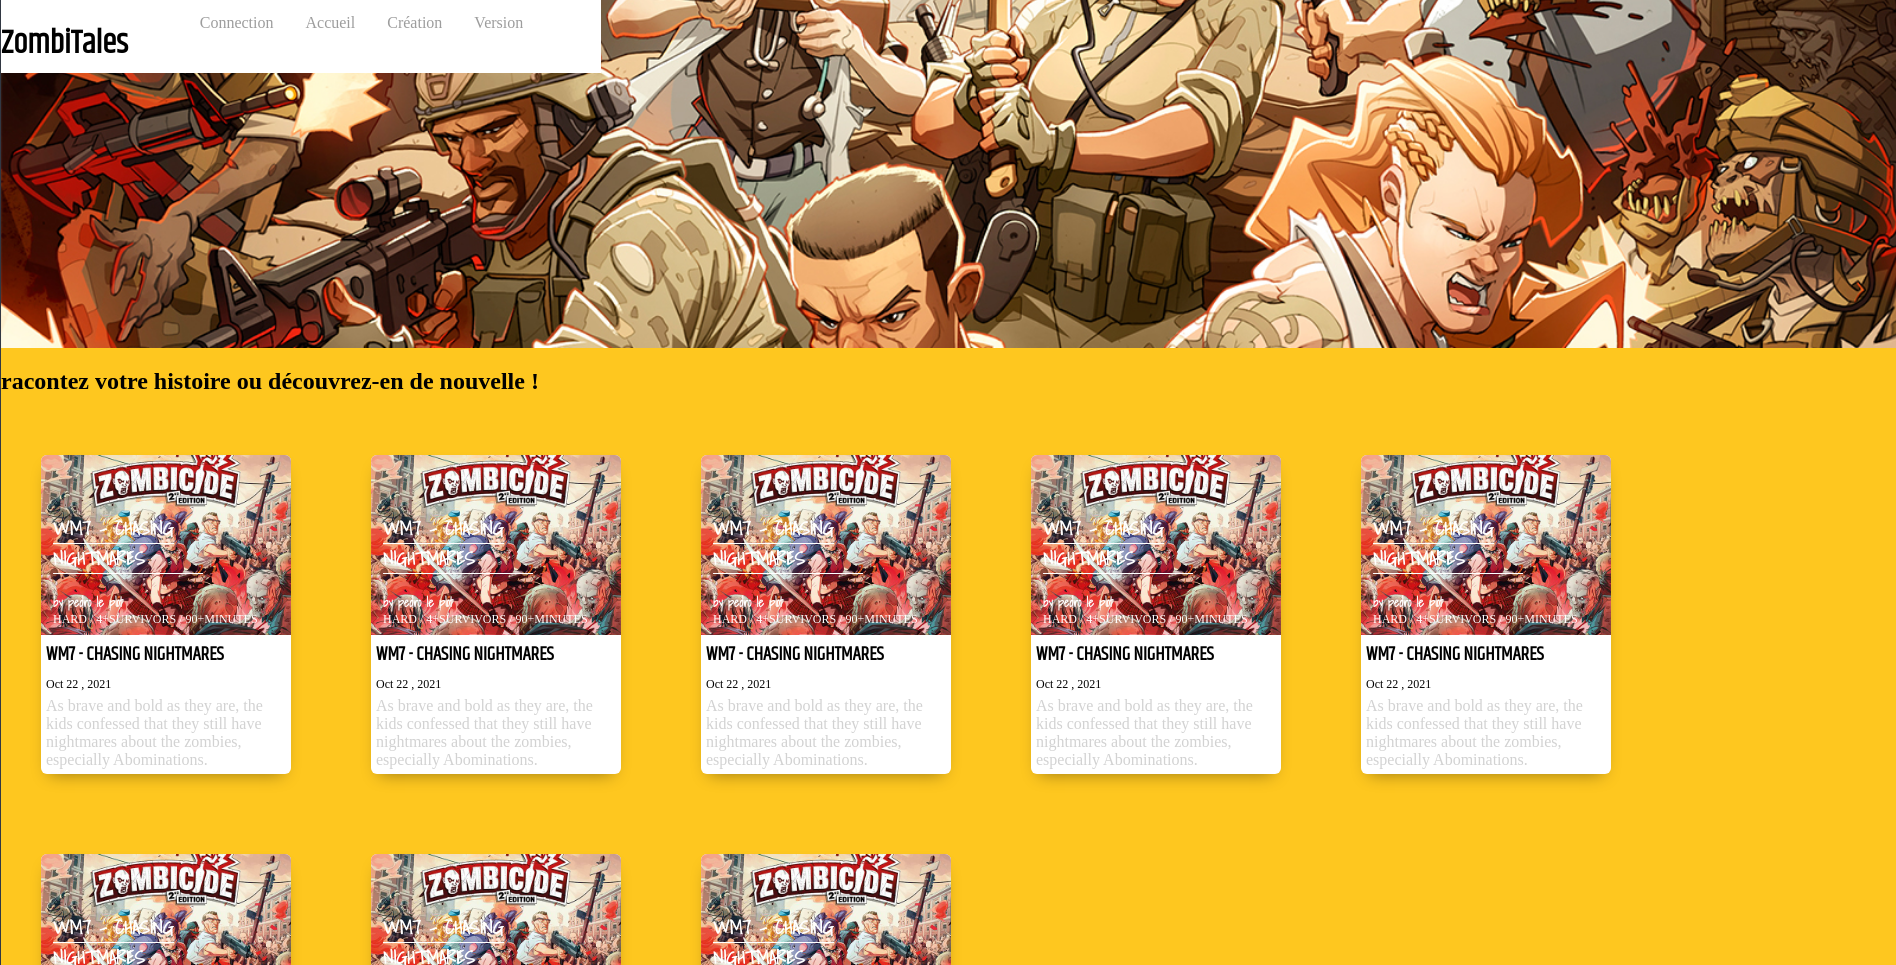 Connection Accueil Création Version
ZombiTales
racontez votre histoire ou découvrez-en de nouvelle !
ZOMBICIDE ZOMBICIDE ZOMBICIDE ZOMBICIDE ZOMBICIDE
2ND EDITION 2ND EDITION 2ND EDITION 2ND EDITION 2ND EDITION
WM7 - CHASING WM7 - CHASING WM7 - CHASING WM7 - CHASING WM7 - CHASING
NIGHTMARES NIGHTMARES NIGHTMARES NIGHTMARES NIGHTMARES
by pedro le by pedro le by pedro le by pedro le by pedro le
HARD / 4+SURVIVORS / 90+MINUTES HARD / 4+SURVIVORS / 90+MINUTES HARD / 4+SURVIVORS / 90+MINUTES HARD / 4+SURVIVORS / 90+MINUTES HARD / 4+SURVIVORS / 90+MINUTES
WM7 - CHASING NIGHTMARES WM7 - CHASING NIGHTMARES WM7 - CHASING NIGHTMARES WM7 - CHASING NIGHTMARES WM7 - CHASING NIGHTMARES
Oct 22 , 2021 Oct 22 , 2021 Oct 22 , 2021 Oct 22 , 2021 Oct 22 , 2021
As brave and bold as they are, the As brave and bold as they are, the As brave and bold as they are, the As brave and bold as they are, the As brave and bold as they are, the
kids confessed that they still have kids confessed that they still have kids confessed that they still have kids confessed that they still have kids confessed that they still have
nightmares about the zombies, nightmares about the zombies, nightmares about the zombies, nightmares about the zombies, nightmares about the zombies,
especially Abominations. especially Abominations. especially Abominations. especially Abominations. especially Abominations.
ZOMBICIDE ZOMBICIDE ZOMBICIDE
2ND EDITION 2ND EDITION 2ND EDITION
WM7 - CHASING WM7 - CHASING WM7 - CHASING
NIGHTMARES NIGHTMARES NIGHTMARES